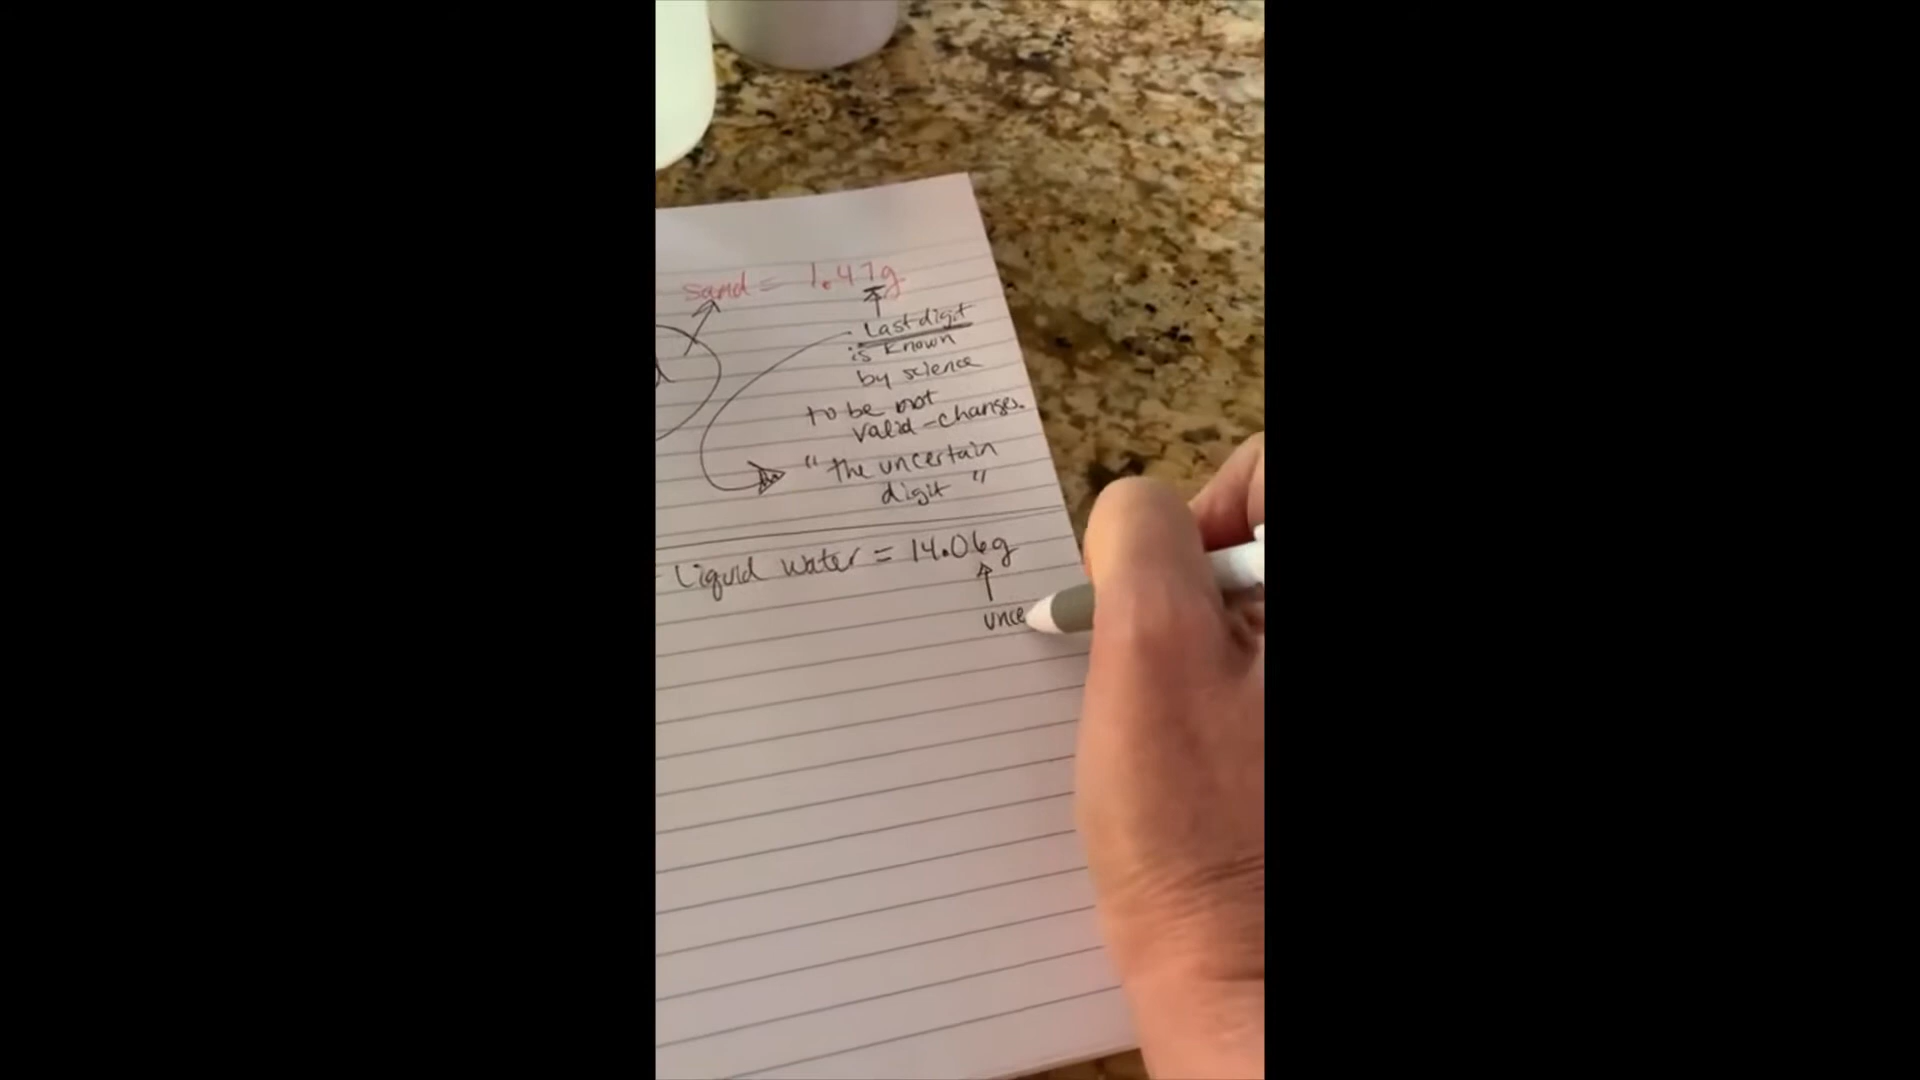 sand = 1.47g
Last digit
is known
by science
to be not
valid - changes.
" the uncertain
digit "
Liquid Water = 14.06g
unce